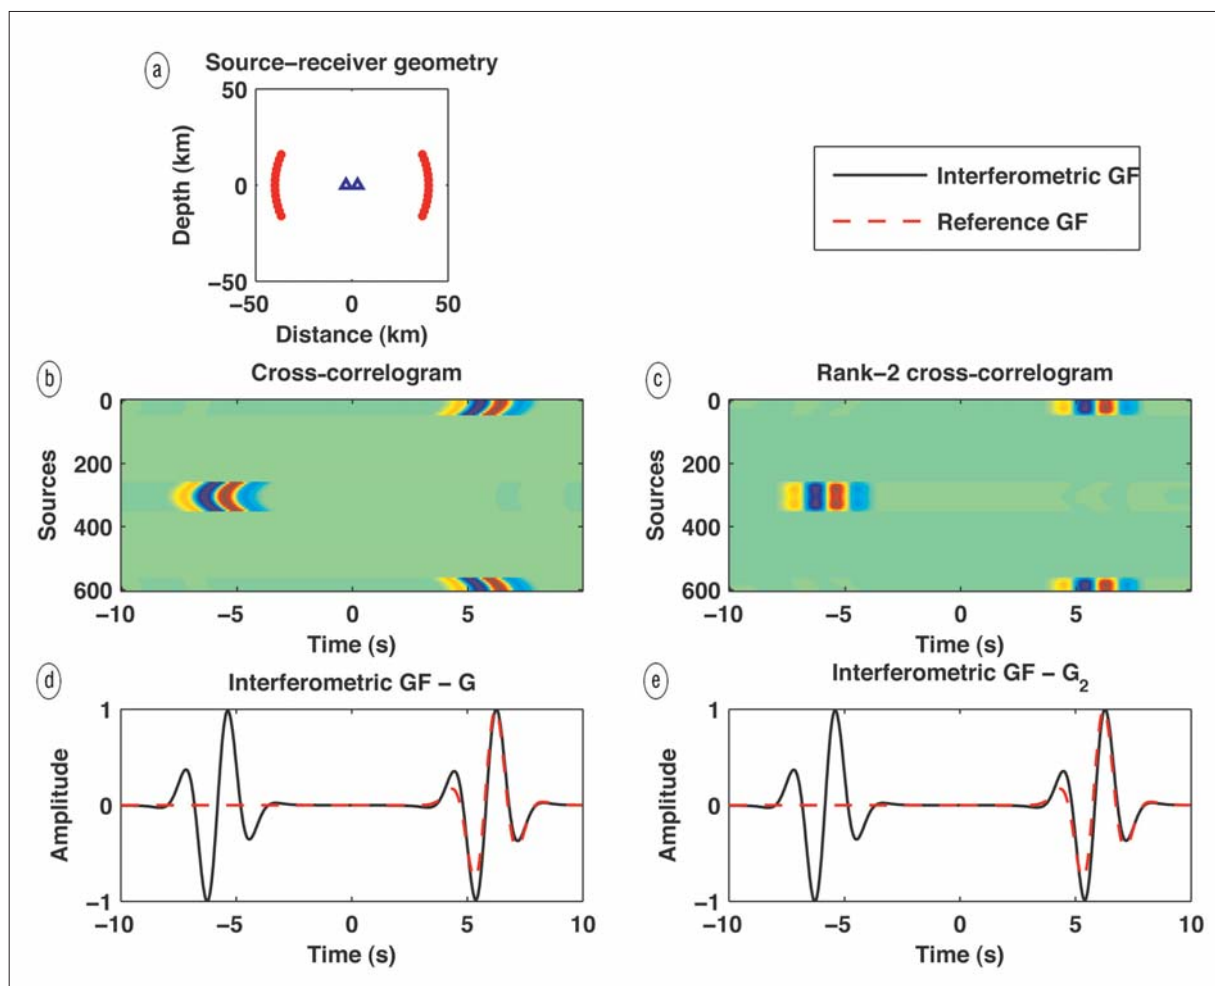 a
Source-receiver geometry
50
0
-50
Depth (km)
-50 0 50
Distance (km)
Interferometric GF
Reference GF
b
Cross-correlogram
0
200
400
600
Sources
-10 -5 0 5
Time (s)
c
Rank-2 cross-correlogram
0
200
400
600
Sources
-10 -5 0 5
Time (s)
d
Interferometric GF - G
1
0
-1
Amplitude
-10 -5 0 5 10
Time (s)
e
Interferometric GF - G2
1
0
-1
Amplitude
-10 -5 0 5 10
Time (s)